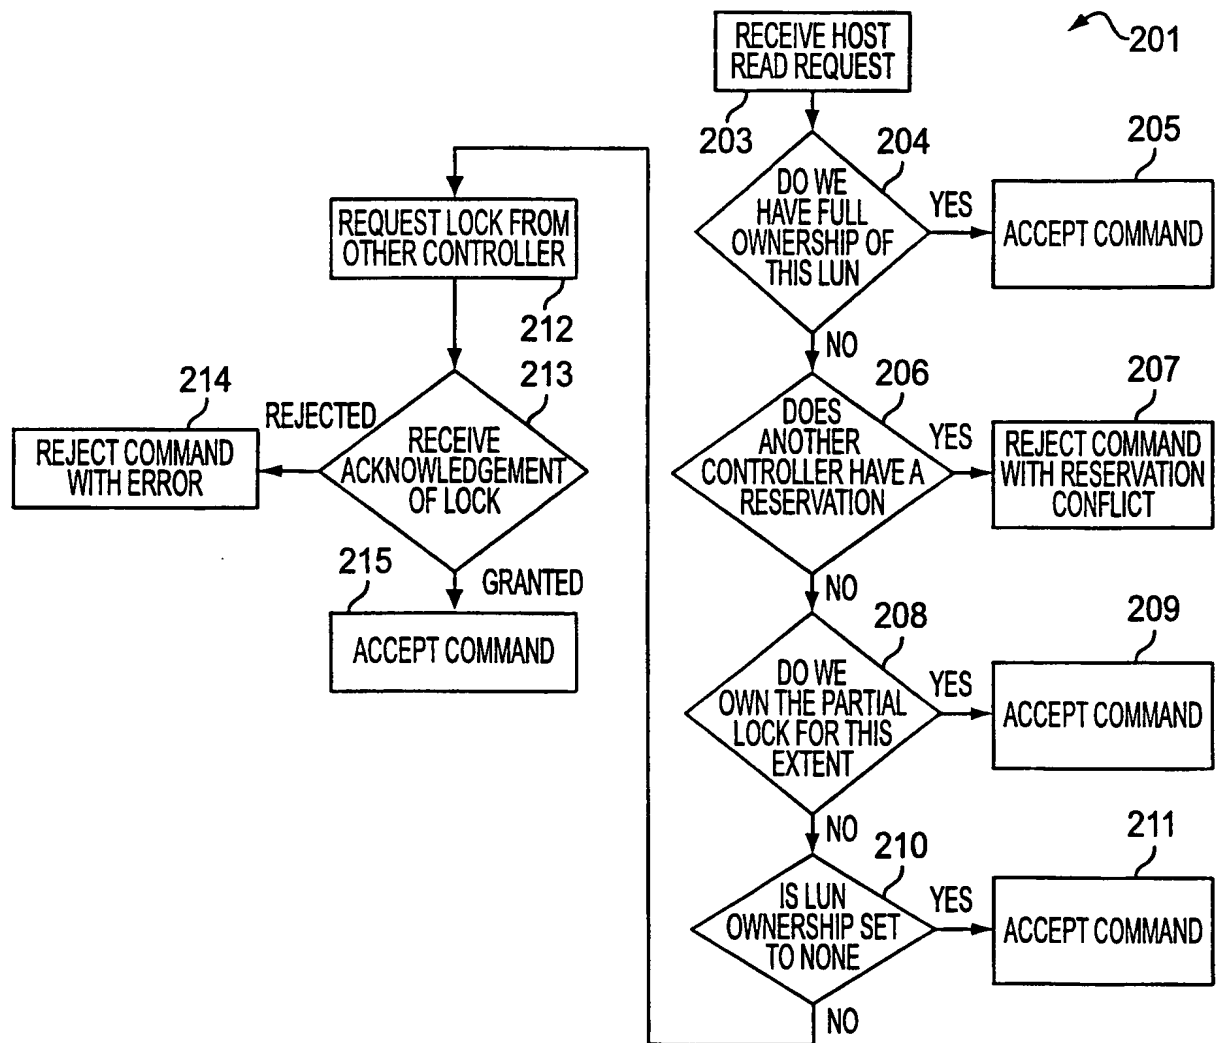 201
RECEIVE HOST
READ REQUEST
203
204
DO WE
HAVE FULL
OWNERSHIP OF
THIS LUN
YES
205
ACCEPT COMMAND
NO
206
DOES
ANOTHER
CONTROLLER HAVE A
RESERVATION
YES
207
REJECT COMMAND
WITH RESERVATION
CONFLICT
NO
208
DO WE
OWN THE PARTIAL
LOCK FOR THIS
EXTENT
YES
209
ACCEPT COMMAND
NO
210
IS LUN
OWNERSHIP SET
TO NONE
YES
211
ACCEPT COMMAND
NO
REQUEST LOCK FROM
OTHER CONTROLLER
212
213
RECEIVE
ACKNOWLEDGEMENT
OF LOCK
REJECTED
214
REJECT COMMAND
WITH ERROR
GRANTED
215
ACCEPT COMMAND